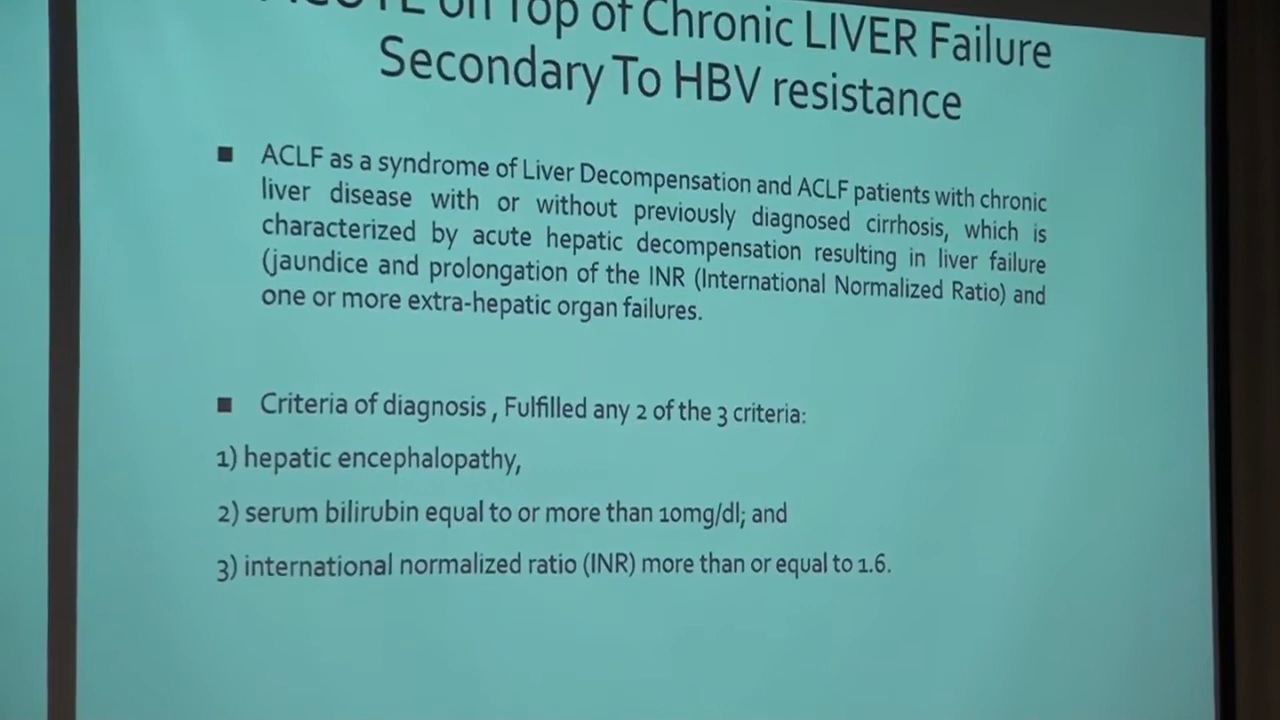 on Top of Chronic LIVER Failure
Secondary To HBV resistance
■ ACLF as a syndrome of Liver Decompensation and ACLF patients with chronic
liver disease with or without previously diagnosed cirrhosis, which is
characterized by acute hepatic decompensation resulting in liver failure
(jaundice and prolongation of the INR (International Normalized Ratio) and
one or more extra-hepatic organ failures.
■ Criteria of diagnosis , Fulfilled any 2 of the 3 criteria:
1) hepatic encephalopathy,
2) serum bilirubin equal to or more than 10mg/dl; and
3) international normalized ratio (INR) more than or equal to 1.6.